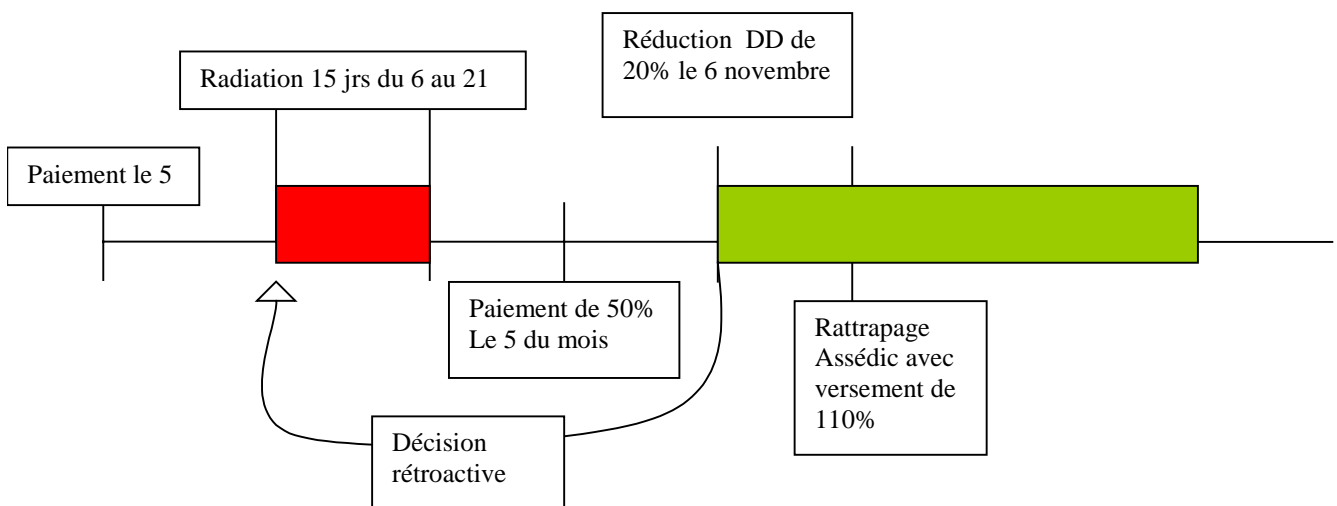 Réduction DD de
20% le 6 novembre
Radiation 15 jrs du 6 au 21
Paiement le 5
Paiement de 50%
Le 5 du mois
Rattrapage
Assédic avec
versement de
110%
Décision
rétroactive